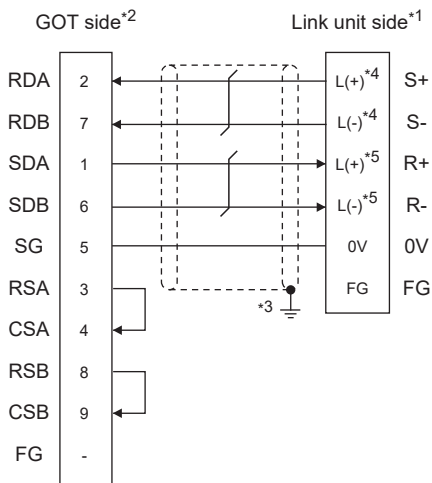 GOT side*2 Link unit side*1
RDA 2 L(+)*4 S+
RDB 7 L(-)*4 S-
SDA 1 L(+)*5 R+
SDB 6 L(-)*5 R-
SG 5 0V 0V
RSA 3 FG FG
*3
CSA 4
RSB 8
CSB 9
FG -